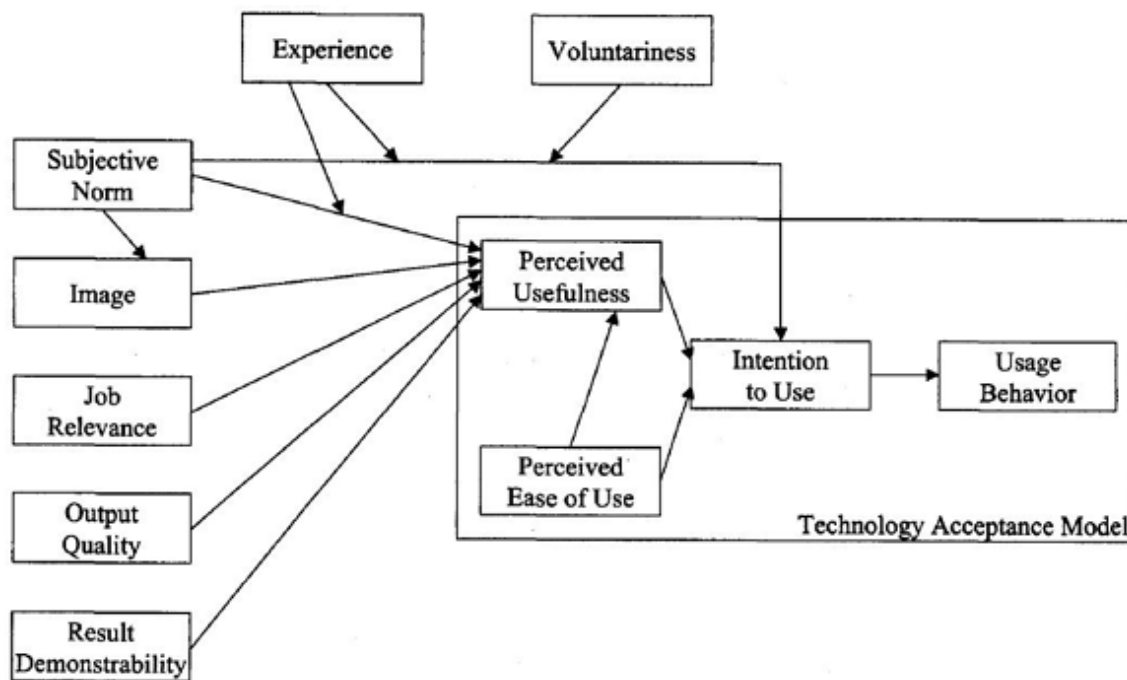 Experience
Voluntariness
Subjective
Norm
Image
Job
Relevance
Output
Quality
Result
Demonstrability
Perceived
Usefulness
Perceived
Ease of Use
Intention
to Use
Usage
Behavior
Technology Acceptance Model